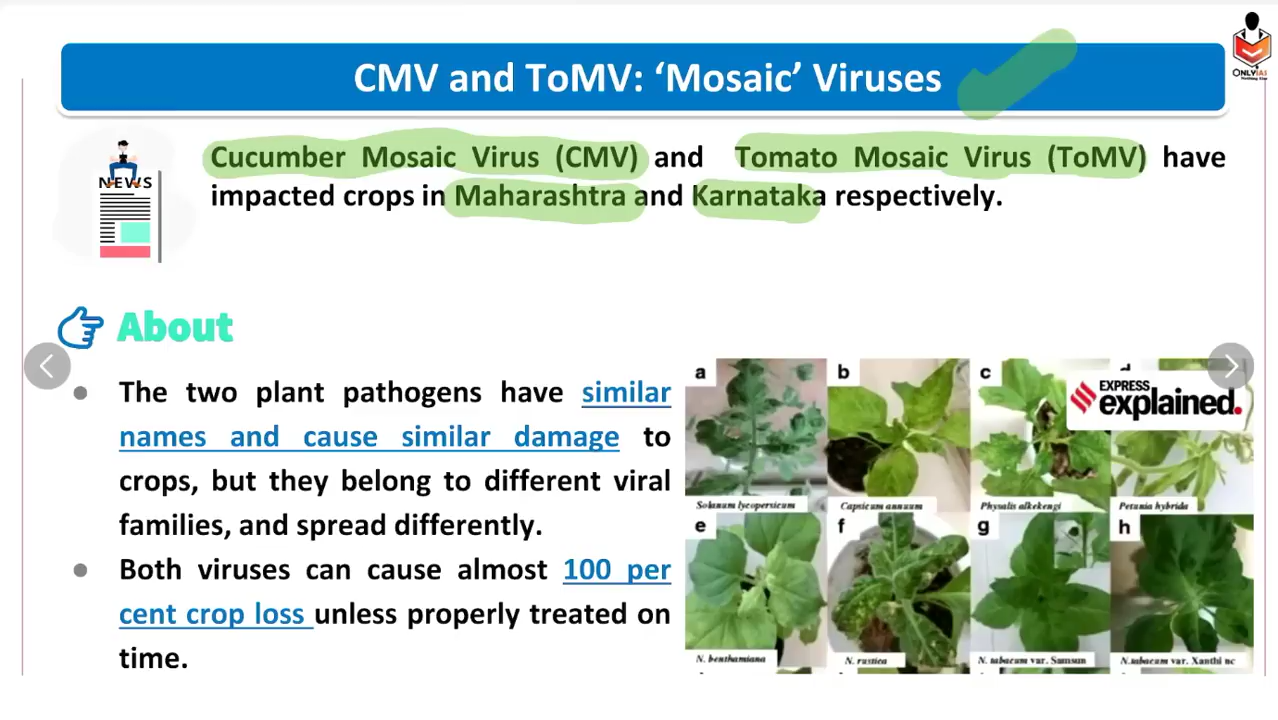 CMV and ToMV: ‘Mosaic’ Viruses
ONLYIAS
NEWS
Cucumber Mosaic Virus (CMV) and Tomato Mosaic Virus (ToMV) have
impacted crops in Maharashtra and Karnataka respectively.
About
● The two plant pathogens have similar
names and cause similar damage to
crops, but they belong to different viral
families, and spread differently.
● Both viruses can cause almost 100 per
cent crop loss unless properly treated on
time.
a b c d
EXPRESS
explained.
Solanum lycopersicum Capsicum annuum Physalis alkekengi Petunia hybrida
e f g h
N. benthamiana N. rustica N. tabacum var. Samsun N.tabacum var. Xanthi nc